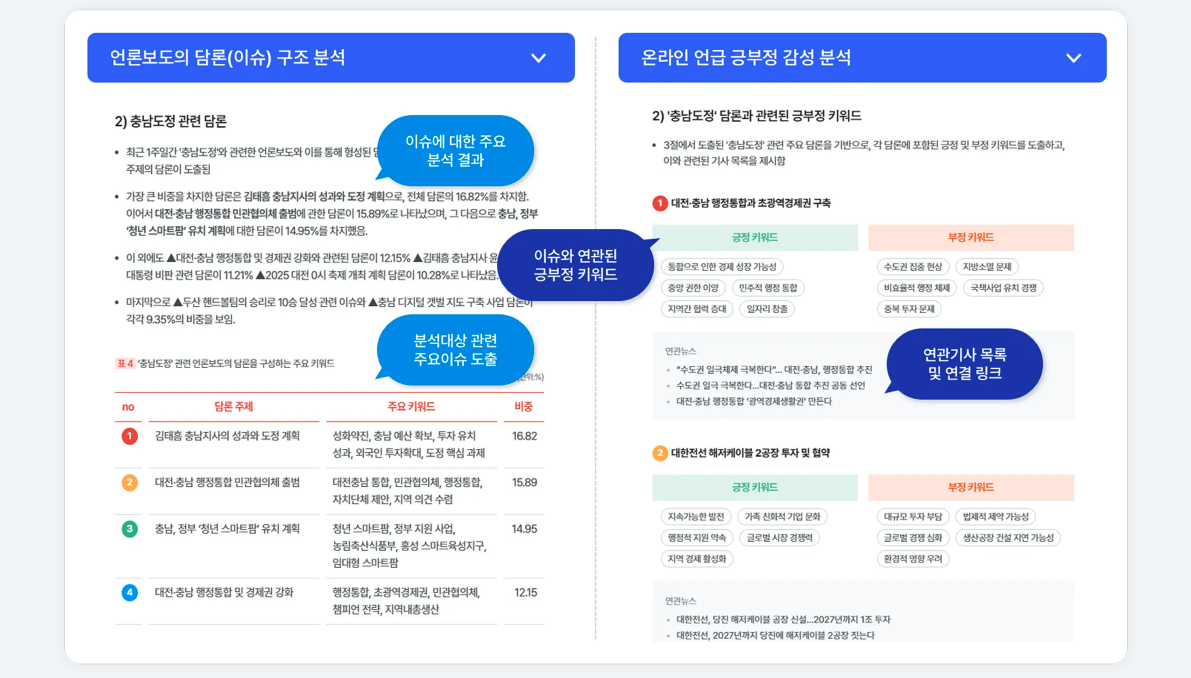 언론보도의 담론(이슈) 구조 분석
2) 충남도정 관련 담론
이슈에 대한 주요
분석 결과
• 최근 1주일간 '충남도정'와 관련한 언론보도와 이를 통해 형성된
주제의 담론이 도출됨
• 가장 큰 비중을 차지한 담론은 김태흠 충남지사의 성과와 도정 계획으로, 전체 담론의 16.82%를 차지함.
이어서 대전·충남 행정통합 민관협의체 출범에 관한 담론이 15.89%로 나타났으며, 그 다음으로 충남, 정부
'청년 스마트팜' 유치 계획에 대한 담론이 14.95%를 차지했음.
• 이 외에도 ▲대전·충남 행정통합 및 경제권 강화와 관련된 담론이 12.15% ▲김태흠 충남지사 윤
대통령 비판 관련 담론이 11.21% ▲2025 대전 0시 축제 개최 계획 담론이 10.28%로 나타났음
• 마지막으로 ▲두산 핸드볼팀의 승리로 10승 달성 관련 이슈와 ▲충남 디지털 갯벌 지도 구축 사업 담론이
각각 9.35%의 비중을 보임.
분석대상 관련
주요이슈 도출
표 4 '충남도정' 관련 언론보도의 담론을 구성하는 주요 키워드
(단위:%)
no 담론 주제 주요 키워드 비중
1 김태흠 충남지사의 성과와 도정 계획 성화약진, 충남 예산 확보, 투자 유치 16.82
성과, 외국인 투자확대, 도정 핵심 과제
2 대전·충남 행정통합 민관협의체 출범 대전충남 통합, 민관협의체, 행정통합, 15.89
자치단체 제안, 지역 의견 수렴
3 충남, 정부 '청년 스마트팜' 유치 계획 청년 스마트팜, 정부 지원 사업, 14.95
농림축산식품부, 홍성 스마트육성지구,
임대형 스마트팜
4 대전·충남 행정통합 및 경제권 강화 행정통합, 초광역경제권, 민관협의체, 12.15
챔피언 전략, 지역내총생산
온라인 언급 긍부정 감성 분석
2) '충남도정' 담론과 관련된 긍부정 키워드
• 3절에서 도출된 '충남도정' 관련 주요 담론을 기반으로, 각 담론에 포함된 긍정 및 부정 키워드를 도출하고,
이와 관련된 기사 목록을 제시함
이슈와 연관된
긍부정 키워드
1 대전·충남 행정통합과 초광역경제권 구축
긍정 키워드 부정 키워드
통합으로 인한 경제 성장 가능성 수도권 집중 현상 지방소멸 문제
중앙 권한 이양 민주적 행정 통합 비효율적 행정 체제 국책사업 유치 경쟁
지역간 협력 증대 일자리 창출 중복 투자 문제
연관기사 목록
및 연결 링크
연관뉴스
• "수도권 일극체제 극복한다"... 대전·충남, 행정통합 추진
• 수도권 일극 극복한다...대전·충남 통합 추진 공동 선언
• 대전·충남 행정통합 '광역경제생활권' 만든다
2 대한전선 해저케이블 2공장 투자 및 협약
긍정 키워드 부정 키워드
지속가능한 발전 가족 친화적 기업 문화 대규모 투자 부담 법제적 제약 가능성
행정적 지원 약속 글로벌 시장 경쟁력 글로벌 경쟁 심화 생산공장 건설 지연 가능성
지역 경제 활성화 환경적 영향 우려
연관뉴스
• 대한전선, 당진 해저케이블 공장 신설...2027년까지 1조 투자
• 대한전선, 2027년까지 당진에 해저케이블 2공장 짓는다